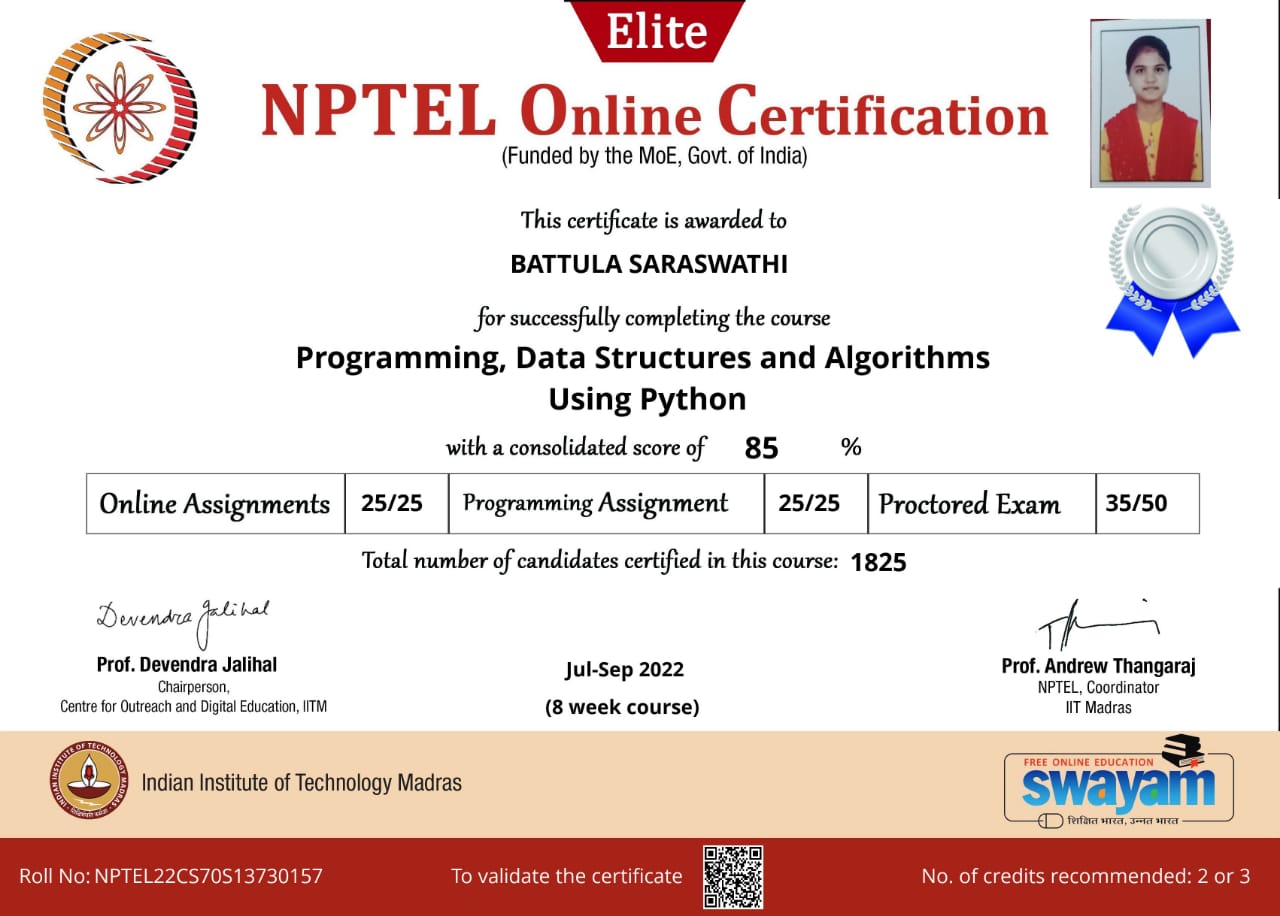 Elite
NPTEL Online Certification
(Funded by the MoE, Govt. of India)
This certificate is awarded to
BATTULA SARASWATHI
for successfully completing the course
Programming, Data Structures and Algorithms
Using Python
with a consolidated score of 85 %
Online Assignments 25/25 Programming Assignment 25/25 Proctored Exam 35/50
Total number of candidates certified in this course: 1825
Devendra Jalihal
Prof. Devendra Jalihal
Chairperson,
Centre for Outreach and Digital Education, IITM
Jul-Sep 2022
(8 week course)
Prof. Andrew Thangaraj
NPTEL, Coordinator
IIT Madras
INDIAN INSTITUTE OF TECHNOLOGY MADRAS
Indian Institute of Technology Madras
FREE ONLINE EDUCATION
swayam
शिक्षित भारत, उन्नत भारत
Roll No: NPTEL22CS70S13730157
To validate the certificate
No. of credits recommended: 2 or 3